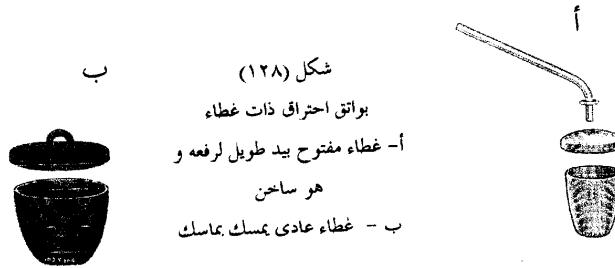 أ
ب
شكل (١٢٨)
بواتق احتراق ذات غطاء
أ- غطاء مفتوح بيد طويل لرفعه و
هو ساخن
ب - غطاء عادى يمسك بماسك